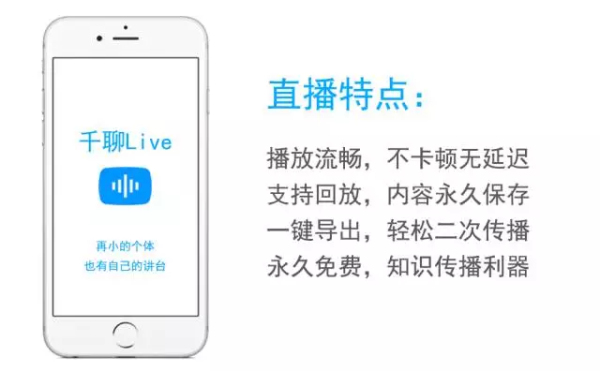 千聊Live
再小的个体
也有自己的讲台
直播特点：
播放流畅，不卡顿无延迟
支持回放，内容永久保存
一键导出，轻松二次传播
永久免费，知识传播利器